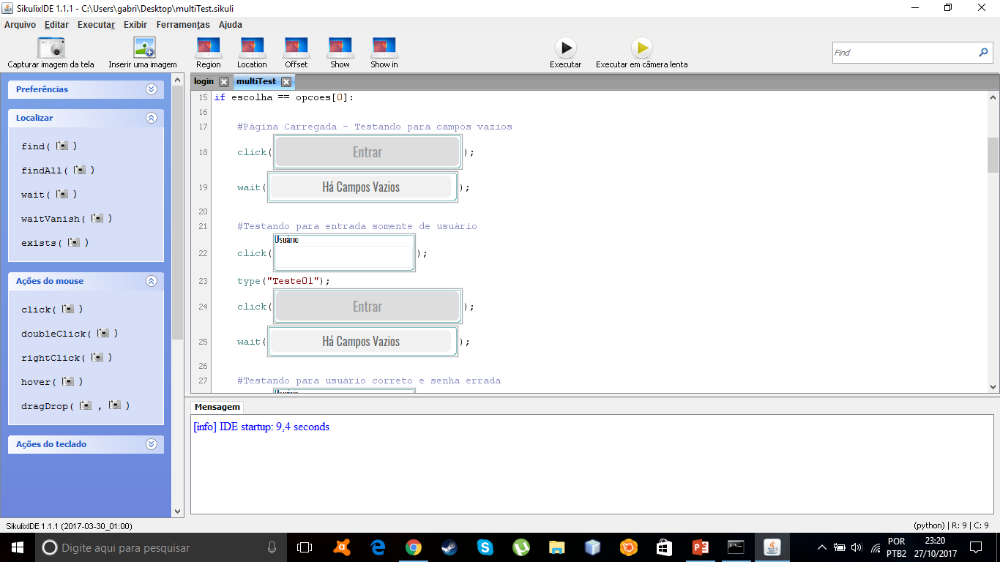 SikulixIDE 1.1.1 - C:\Users\gabri\Desktop\multiTest.sikuli
Arquivo Editar Executar Exibir Ferramentas Ajuda
Capturar imagem da tela Inserir uma imagem Region Location Offset Show Show in Executar Executar em câmera lenta Find
Preferências
Localizar
find( )
findAll( )
wait( )
waitVanish( )
exists( )
Ações do mouse
click( )
doubleClick( )
rightClick( )
hover( )
dragDrop( , )
Ações do teclado
login multiTest
15 if escolha == opcoes[0]:
16
17 #Página Carregada - Testando para campos vazios
18 click( Entrar );
19 wait( Há Campos Vazios );
20
21 #Testando para entrada somente de usuário
22 click( Usuário );
23 type("Teste01");
24 click( Entrar );
25 wait( Há Campos Vazios );
26
27 #Testando para usuário correto e senha errada
Mensagem
[info] IDE startup: 9,4 seconds
SikulixIDE 1.1.1 (2017-03-30_01:00) (python) | R: 9 | C: 9
Digite aqui para pesquisar
POR
PTB2
23:20
27/10/2017